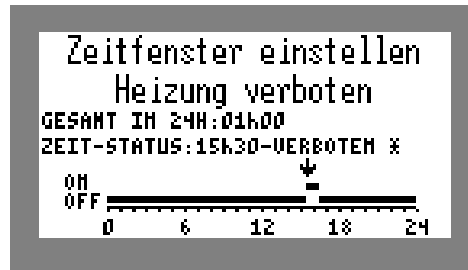 Zeitfenster einstellen
Heizung verboten
GESAMT IM 24H:01h00
ZEIT-STATUS:15h30-VERBOTEN *
ON
OFF
0 6 12 18 24